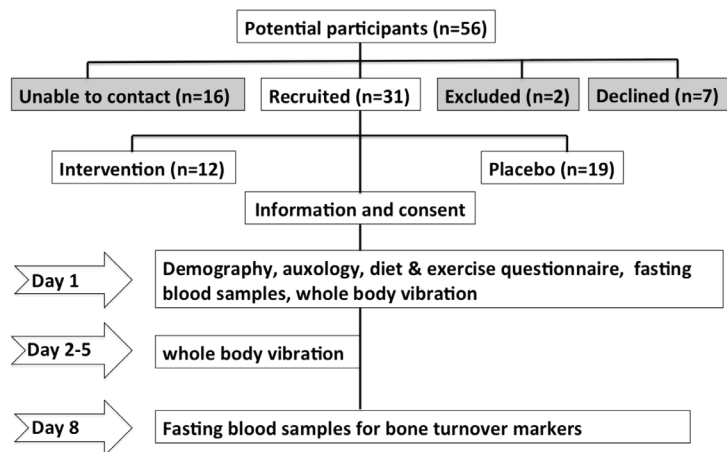 Potential participants (n=56)
Unable to contact (n=16)
Recruited (n=31)
Excluded (n=2)
Declined (n=7)
Intervention (n=12)
Placebo (n=19)
Information and consent
Day 1
Demography, auxology, diet & exercise questionnaire, fasting
blood samples, whole body vibration
Day 2-5
whole body vibration
Day 8
Fasting blood samples for bone turnover markers